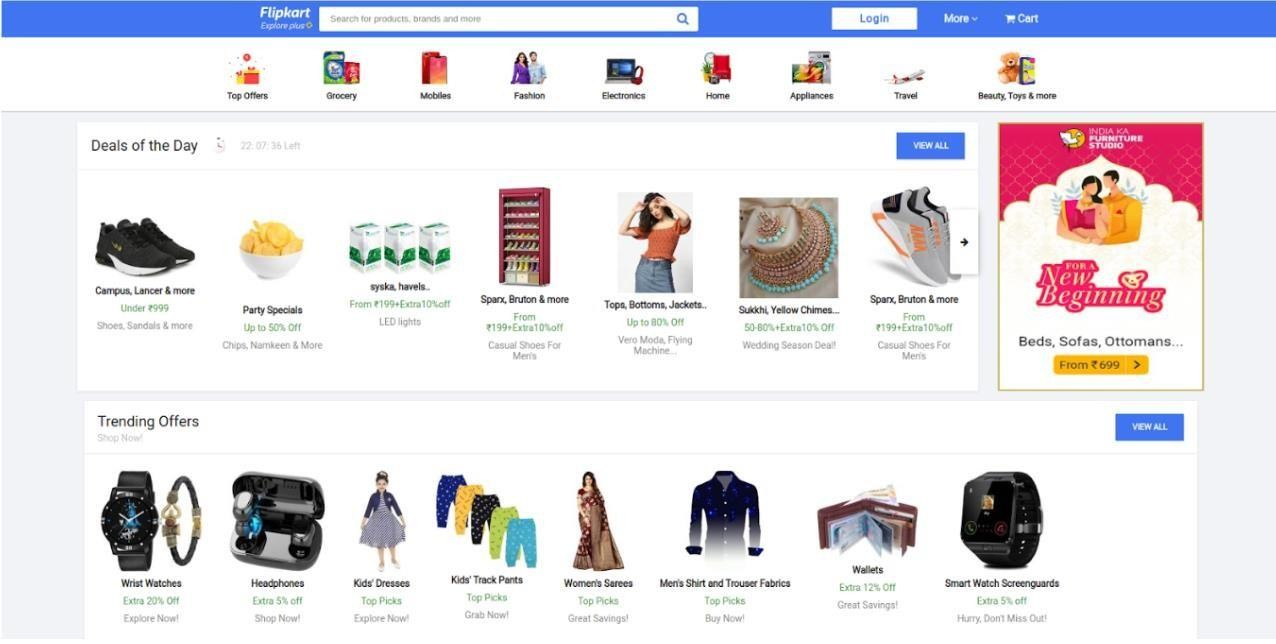 Flipkart
Explore plus
Search for products, brands and more
Login
More
Cart
Top Offers
Grocery
Mobiles
Fashion
Electronics
Home
Appliances
Travel
Beauty, Toys & more
Deals of the Day
22: 07: 36 Left
VIEW ALL
Campus, Lancer & more
Under ₹999
Shoes, Sandals & more
Party Specials
Up to 50% Off
Chips, Namkeen & More
syska, havels..
From ₹199+Extra10%off
LED lights
Sparx, Bruton & more
From
₹199+Extra10%off
Casual Shoes For
Men's
Tops, Bottoms, Jackets..
Up to 80% Off
Vero Moda, Flying
Machine...
Sukkhi, Yellow Chimes...
50-80%+Extra10% Off
Wedding Season Deal!
Sparx, Bruton & more
From
₹199+Extra10%off
Casual Shoes For
Men's
INDIA KA
FURNITURE
STUDIO
FOR A
New
Beginning
Beds, Sofas, Ottomans...
From ₹699
Trending Offers
Shop Now!
VIEW ALL
Wrist Watches
Extra 20% Off
Explore Now!
Headphones
Extra 5% off
Shop Now!
Kids' Dresses
Top Picks
Explore Now!
Kids' Track Pants
Top Picks
Grab Now!
Women's Sarees
Top Picks
Great Savings!
Men's Shirt and Trouser Fabrics
Top Picks
Buy Now!
Wallets
Extra 12% Off
Great Savings!
Smart Watch Screenguards
Extra 5% off
Hurry, Don't Miss Out!